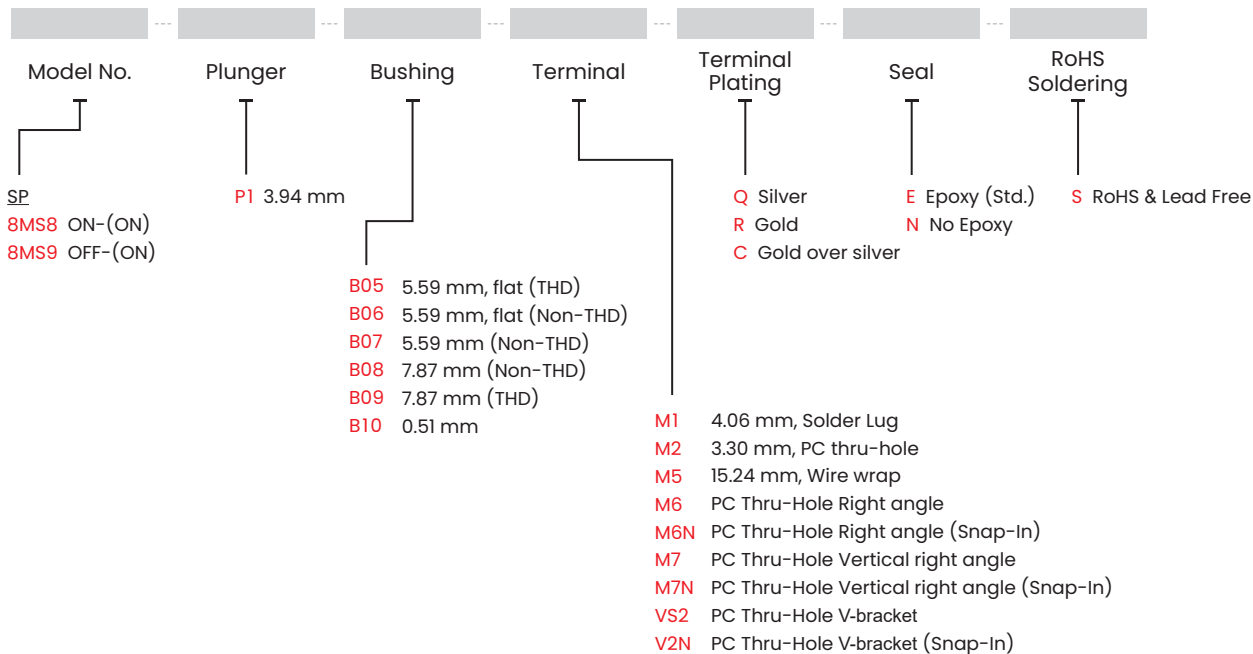 Model No.
Plunger
Bushing
Terminal
Terminal
Plating
Seal
RoHS
Soldering
SP
8MS8 ON-(ON)
8MS9 OFF-(ON)
P1 3.94 mm
B05 5.59 mm, flat (THD)
B06 5.59 mm, flat (Non-THD)
B07 5.59 mm (Non-THD)
B08 7.87 mm (Non-THD)
B09 7.87 mm (THD)
B10 0.51 mm
M1 4.06 mm, Solder Lug
M2 3.30 mm, PC thru-hole
M5 15.24 mm, Wire wrap
M6 PC Thru-Hole Right angle
M6N PC Thru-Hole Right angle (Snap-In)
M7 PC Thru-Hole Vertical right angle
M7N PC Thru-Hole Vertical right angle (Snap-In)
VS2 PC Thru-Hole V-bracket
V2N PC Thru-Hole V-bracket (Snap-In)
Q Silver
R Gold
C Gold over silver
E Epoxy (Std.)
N No Epoxy
S RoHS & Lead Free